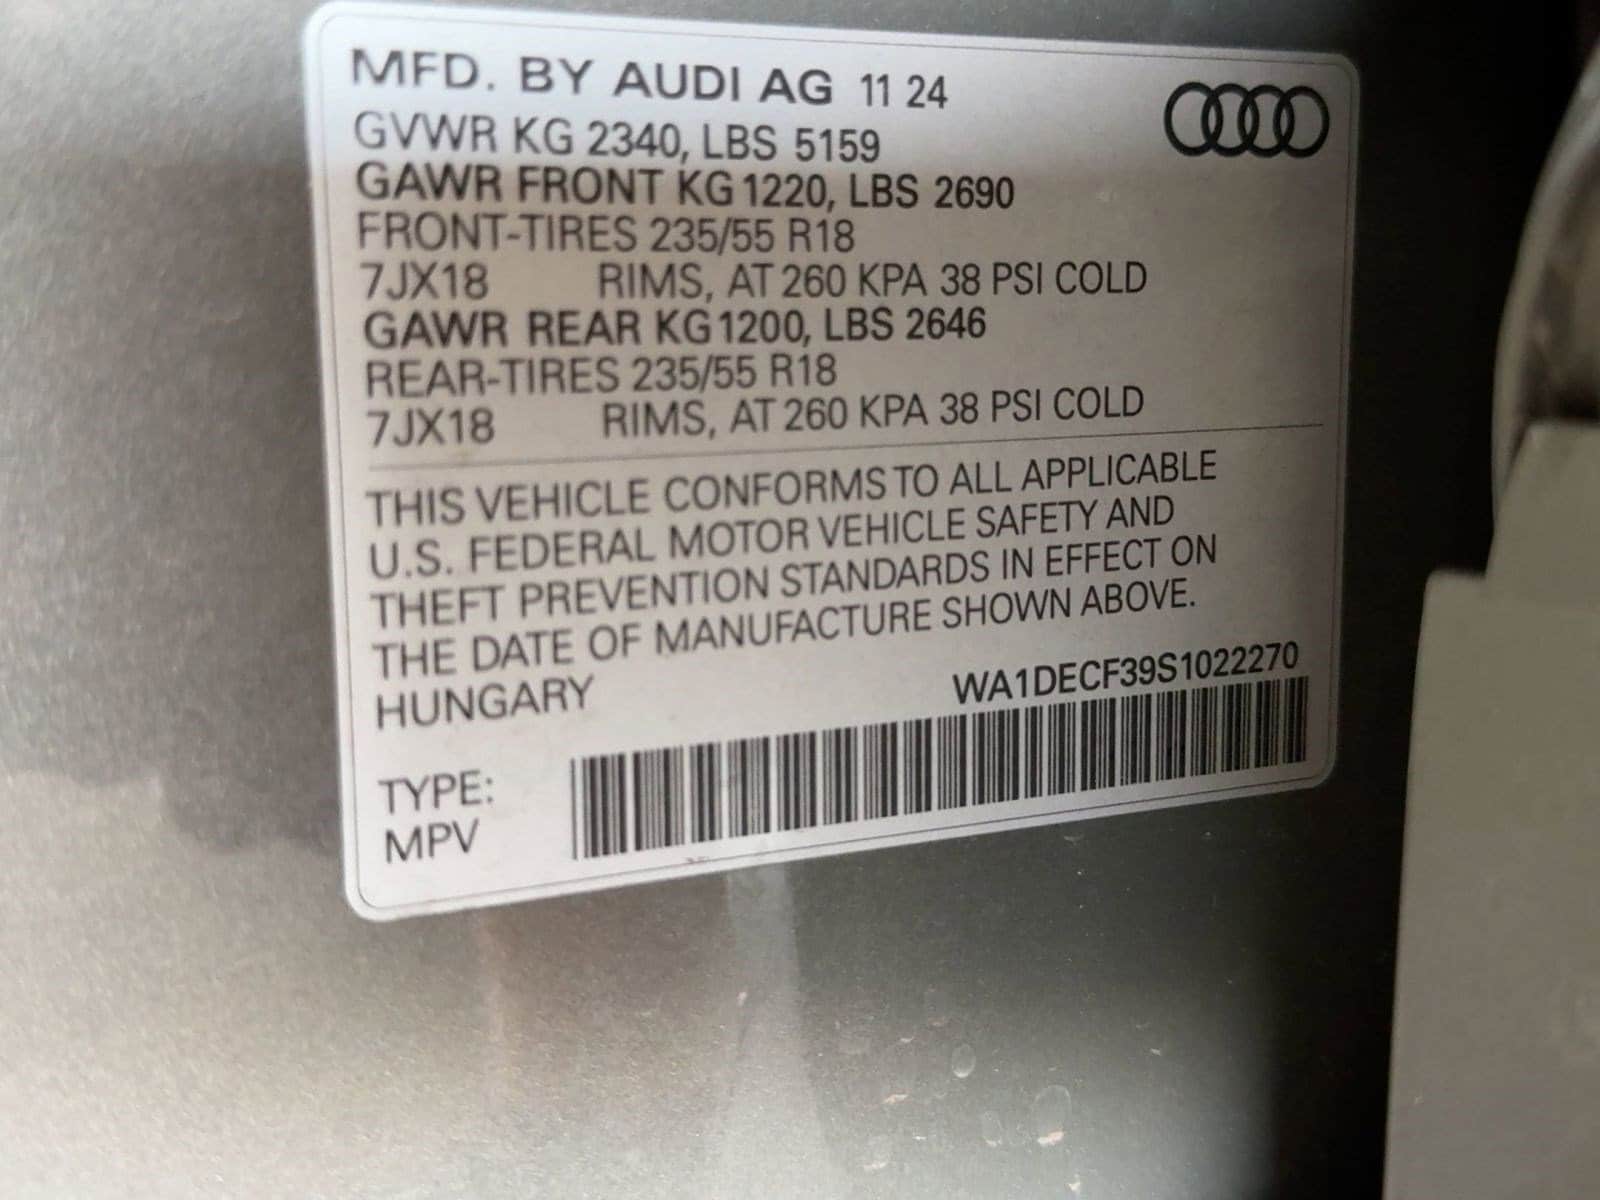 MFD. BY AUDI AG 11 24
GVWR KG 2340, LBS 5159
GAWR FRONT KG 1220, LBS 2690
FRONT-TIRES 235/55 R18
7JX18 RIMS, AT 260 KPA 38 PSI COLD
GAWR REAR KG 1200, LBS 2646
REAR-TIRES 235/55 R18
7JX18 RIMS, AT 260 KPA 38 PSI COLD
THIS VEHICLE CONFORMS TO ALL APPLICABLE
U.S. FEDERAL MOTOR VEHICLE SAFETY AND
THEFT PREVENTION STANDARDS IN EFFECT ON
THE DATE OF MANUFACTURE SHOWN ABOVE.
HUNGARY WA1DECF39S1022270
TYPE:
MPV